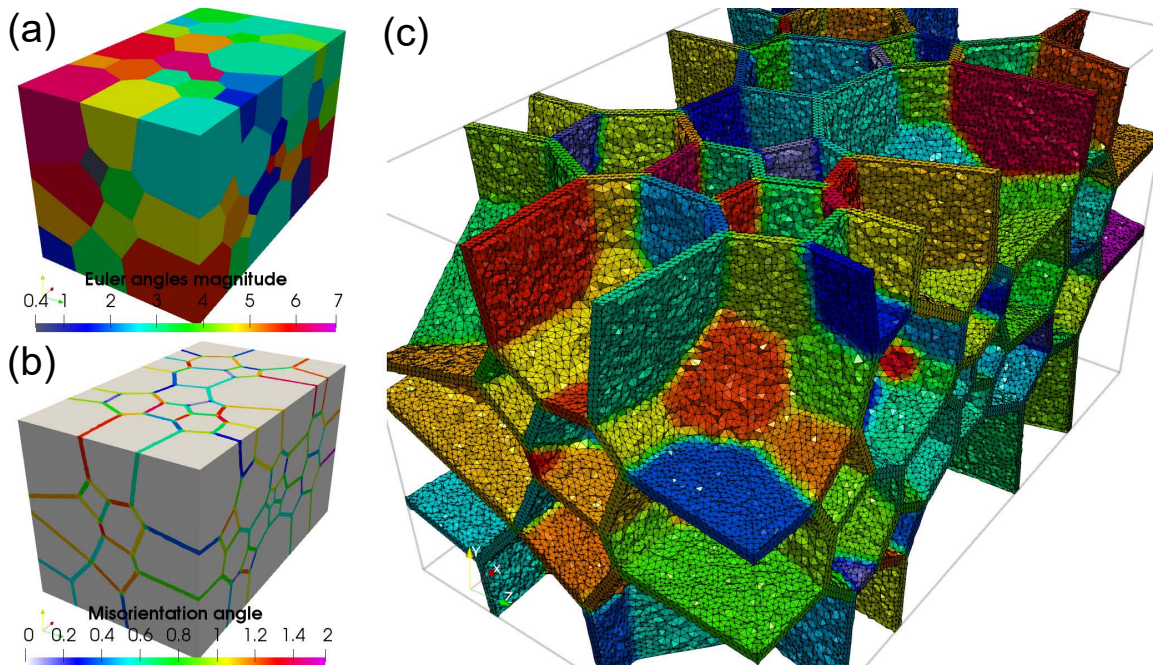 (a)
Euler angles magnitude
0.4 1 2 3 4 5 6 7
(b)
Misorientation angle
0 0.2 0.4 0.6 0.8 1 1.2 1.4 2
(c)
Y
X
Z